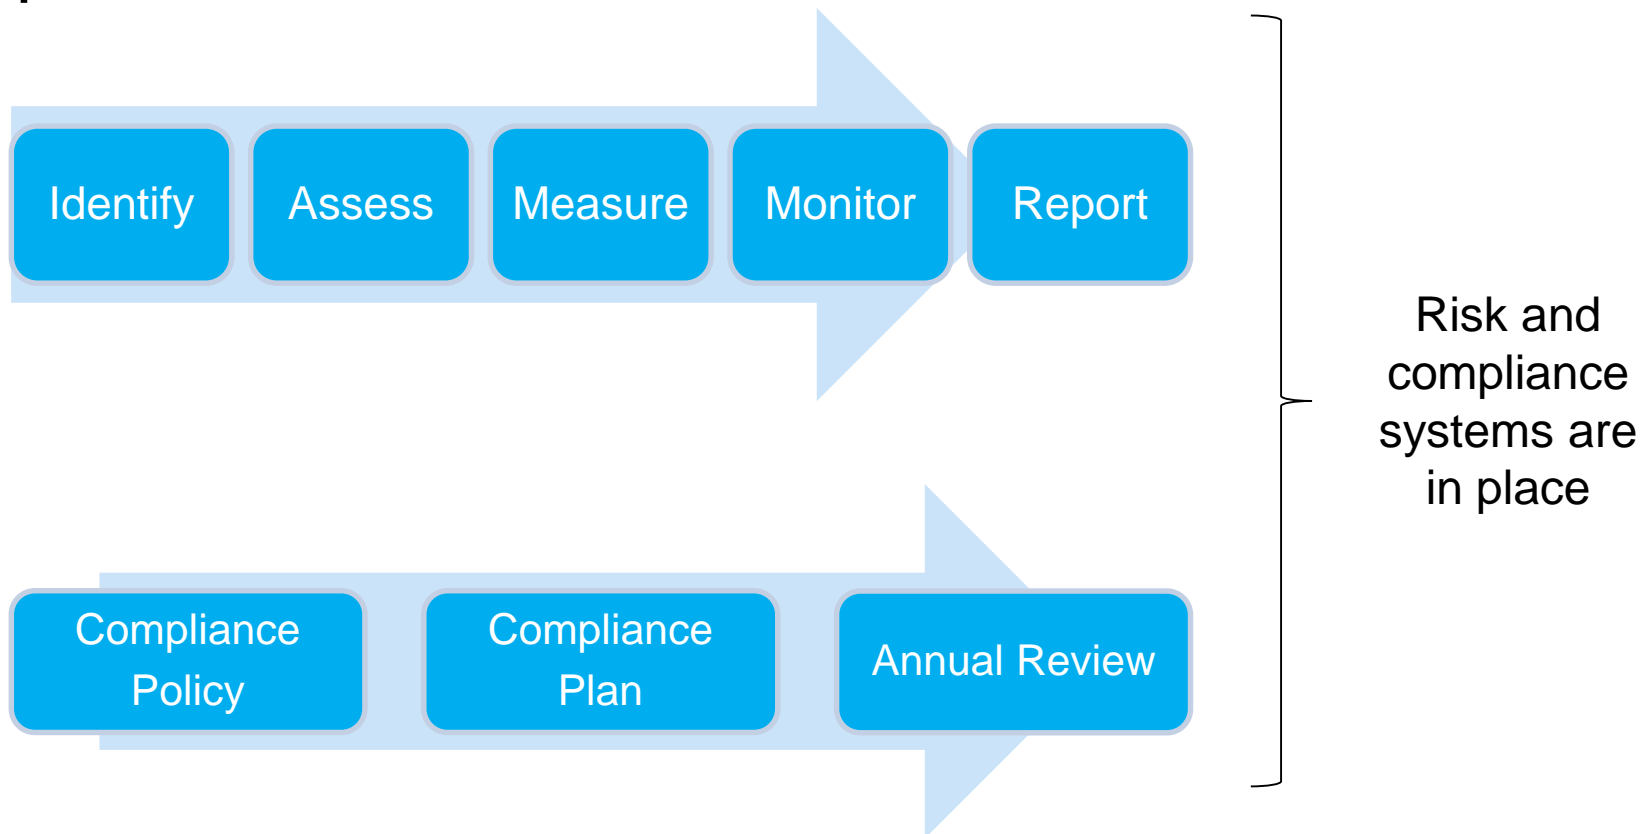 Identify
Assess
Measure
Monitor
Report
Risk and
compliance
systems are
in place
Compliance
Policy
Compliance
Plan
Annual Review